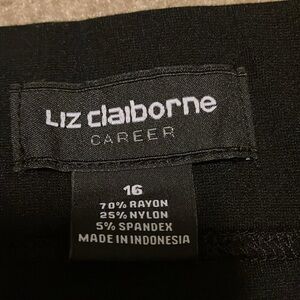 Liz claiborne
CAREER
16
70% RAYON
25% NYLON
5% SPANDEX
MADE IN INDONESIA